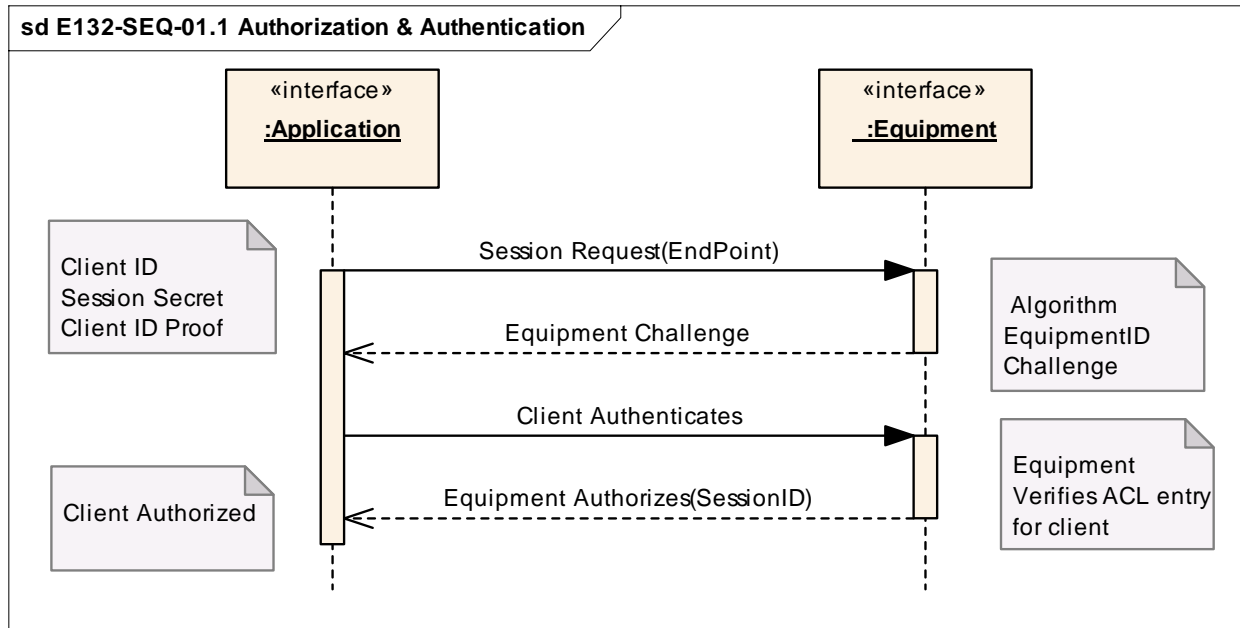 sd E132-SEQ-01.1 Authorization & Authentication
«interface»
:Application
«interface»
:Equipment
Client ID
Session Secret
Client ID Proof
Session Request(EndPoint)
Algorithm
EquipmentID
Challenge
Equipment Challenge
Client Authenticates
Equipment
Verifies ACL entry
for client
Client Authorized
Equipment Authorizes(SessionID)